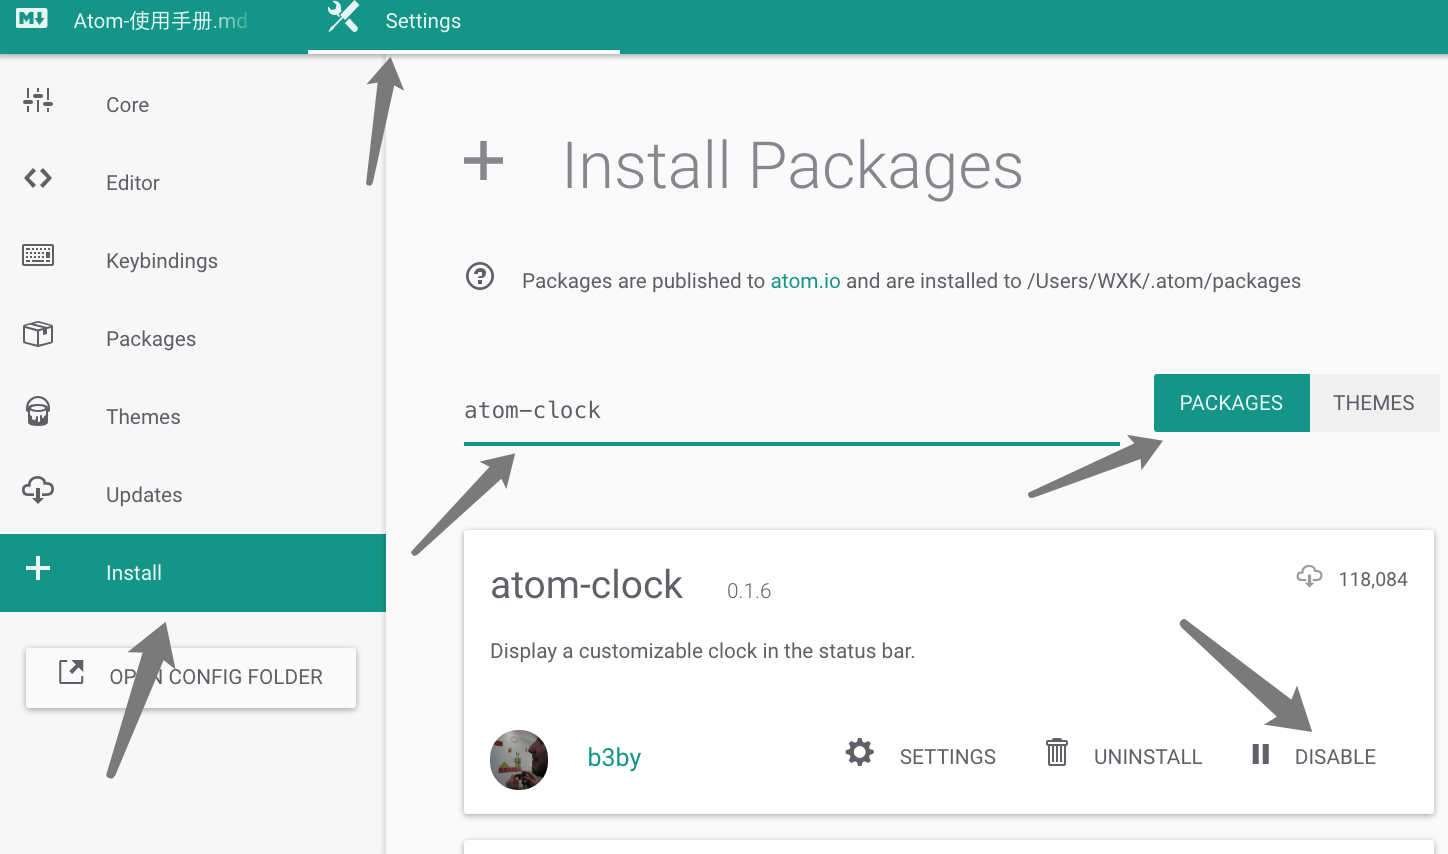 Atom-使用手册.md
Settings
Core
Editor
Keybindings
Packages
Themes
Updates
Install
OPEN CONFIG FOLDER
Install Packages
Packages are published to atom.io and are installed to /Users/WXK/.atom/packages
atom-clock
PACKAGES
THEMES
atom-clock 0.1.6
118,084
Display a customizable clock in the status bar.
b3by
SETTINGS
UNINSTALL
DISABLE